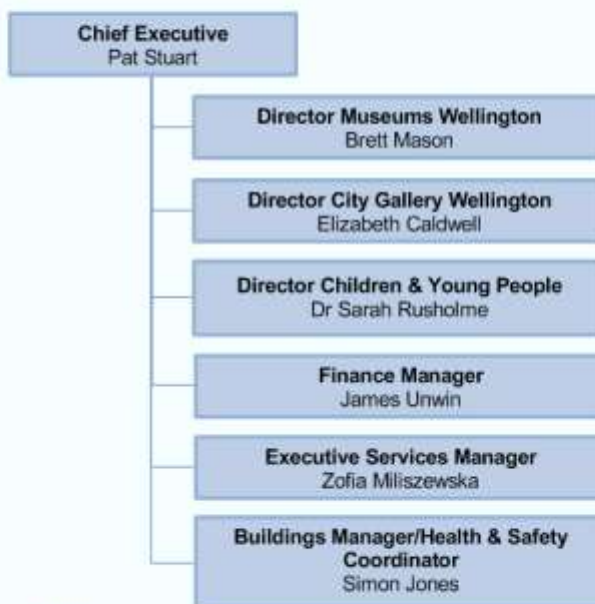 Chief Executive
Pat Stuart
Director Museums Wellington
Brett Mason
Director City Gallery Wellington
Elizabeth Caldwell
Director Children & Young People
Dr Sarah Rusholme
Finance Manager
James Unwin
Executive Services Manager
Zofia Miliszewska
Buildings Manager/Health & Safety
Coordinator
Simon Jones